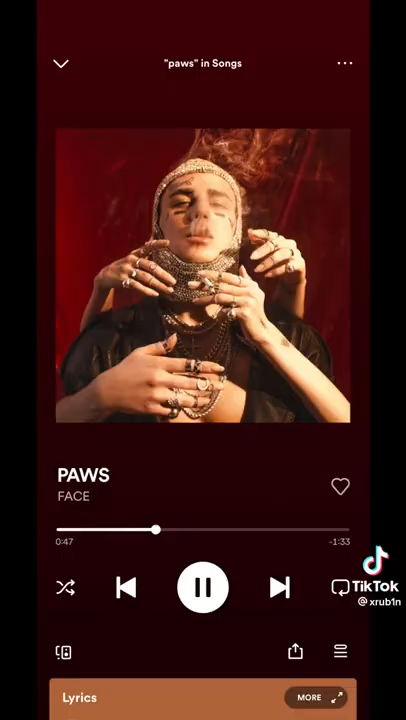 "paws" in Songs
PAWS
FACE
0:47
-1:33
TikTok
@xrub1n
Lyrics
MORE